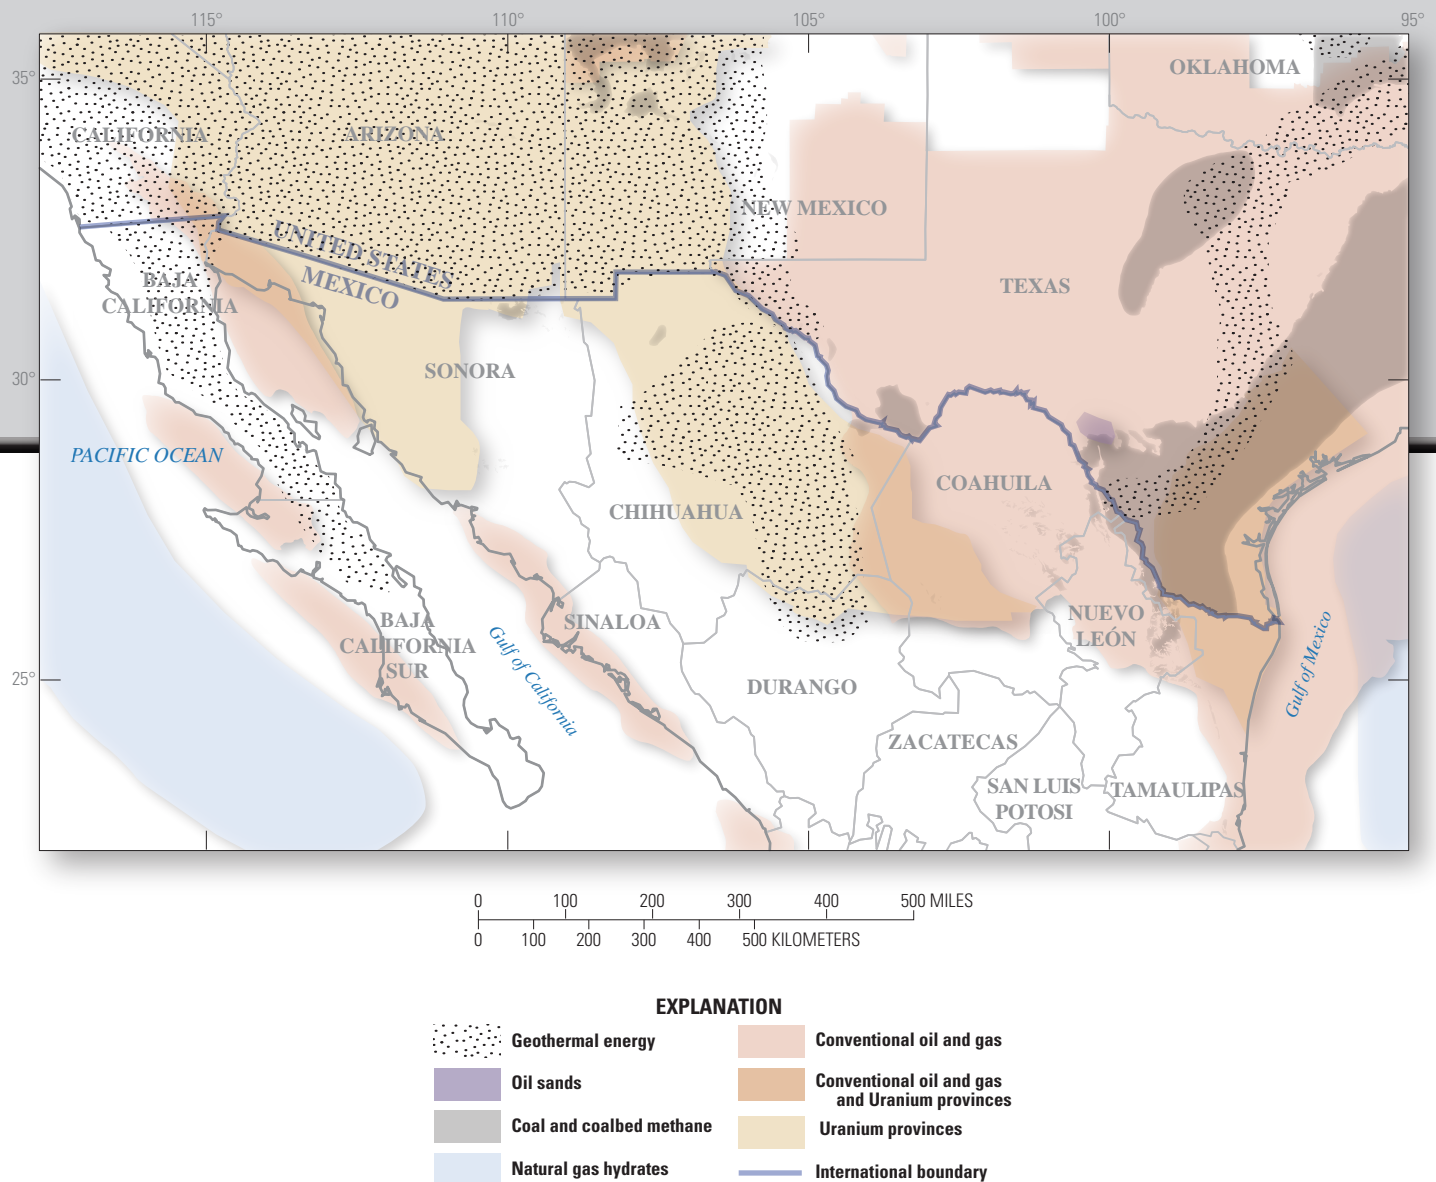 115° 110° 105° 100° 95°
35°
30°
25°
OKLAHOMA
CALIFORNIA
ARIZONA
NEW MEXICO
UNITED STATES
MEXICO
BAJA
CALIFORNIA
TEXAS
SONORA
PACIFIC OCEAN
COAHUILA
CHIHUAHUA
NUEVO
LEÓN
SINALOA
BAJA
CALIFORNIA
SUR
Gulf of California
Gulf of Mexico
DURANGO
ZACATECAS
SAN LUIS
POTOSI
TAMAULIPAS
0 100 200 300 400 500 MILES
0 100 200 300 400 500 KILOMETERS
EXPLANATION
Geothermal energy
Oil sands
Coal and coalbed methane
Natural gas hydrates
Conventional oil and gas
Conventional oil and gas
and Uranium provinces
Uranium provinces
International boundary